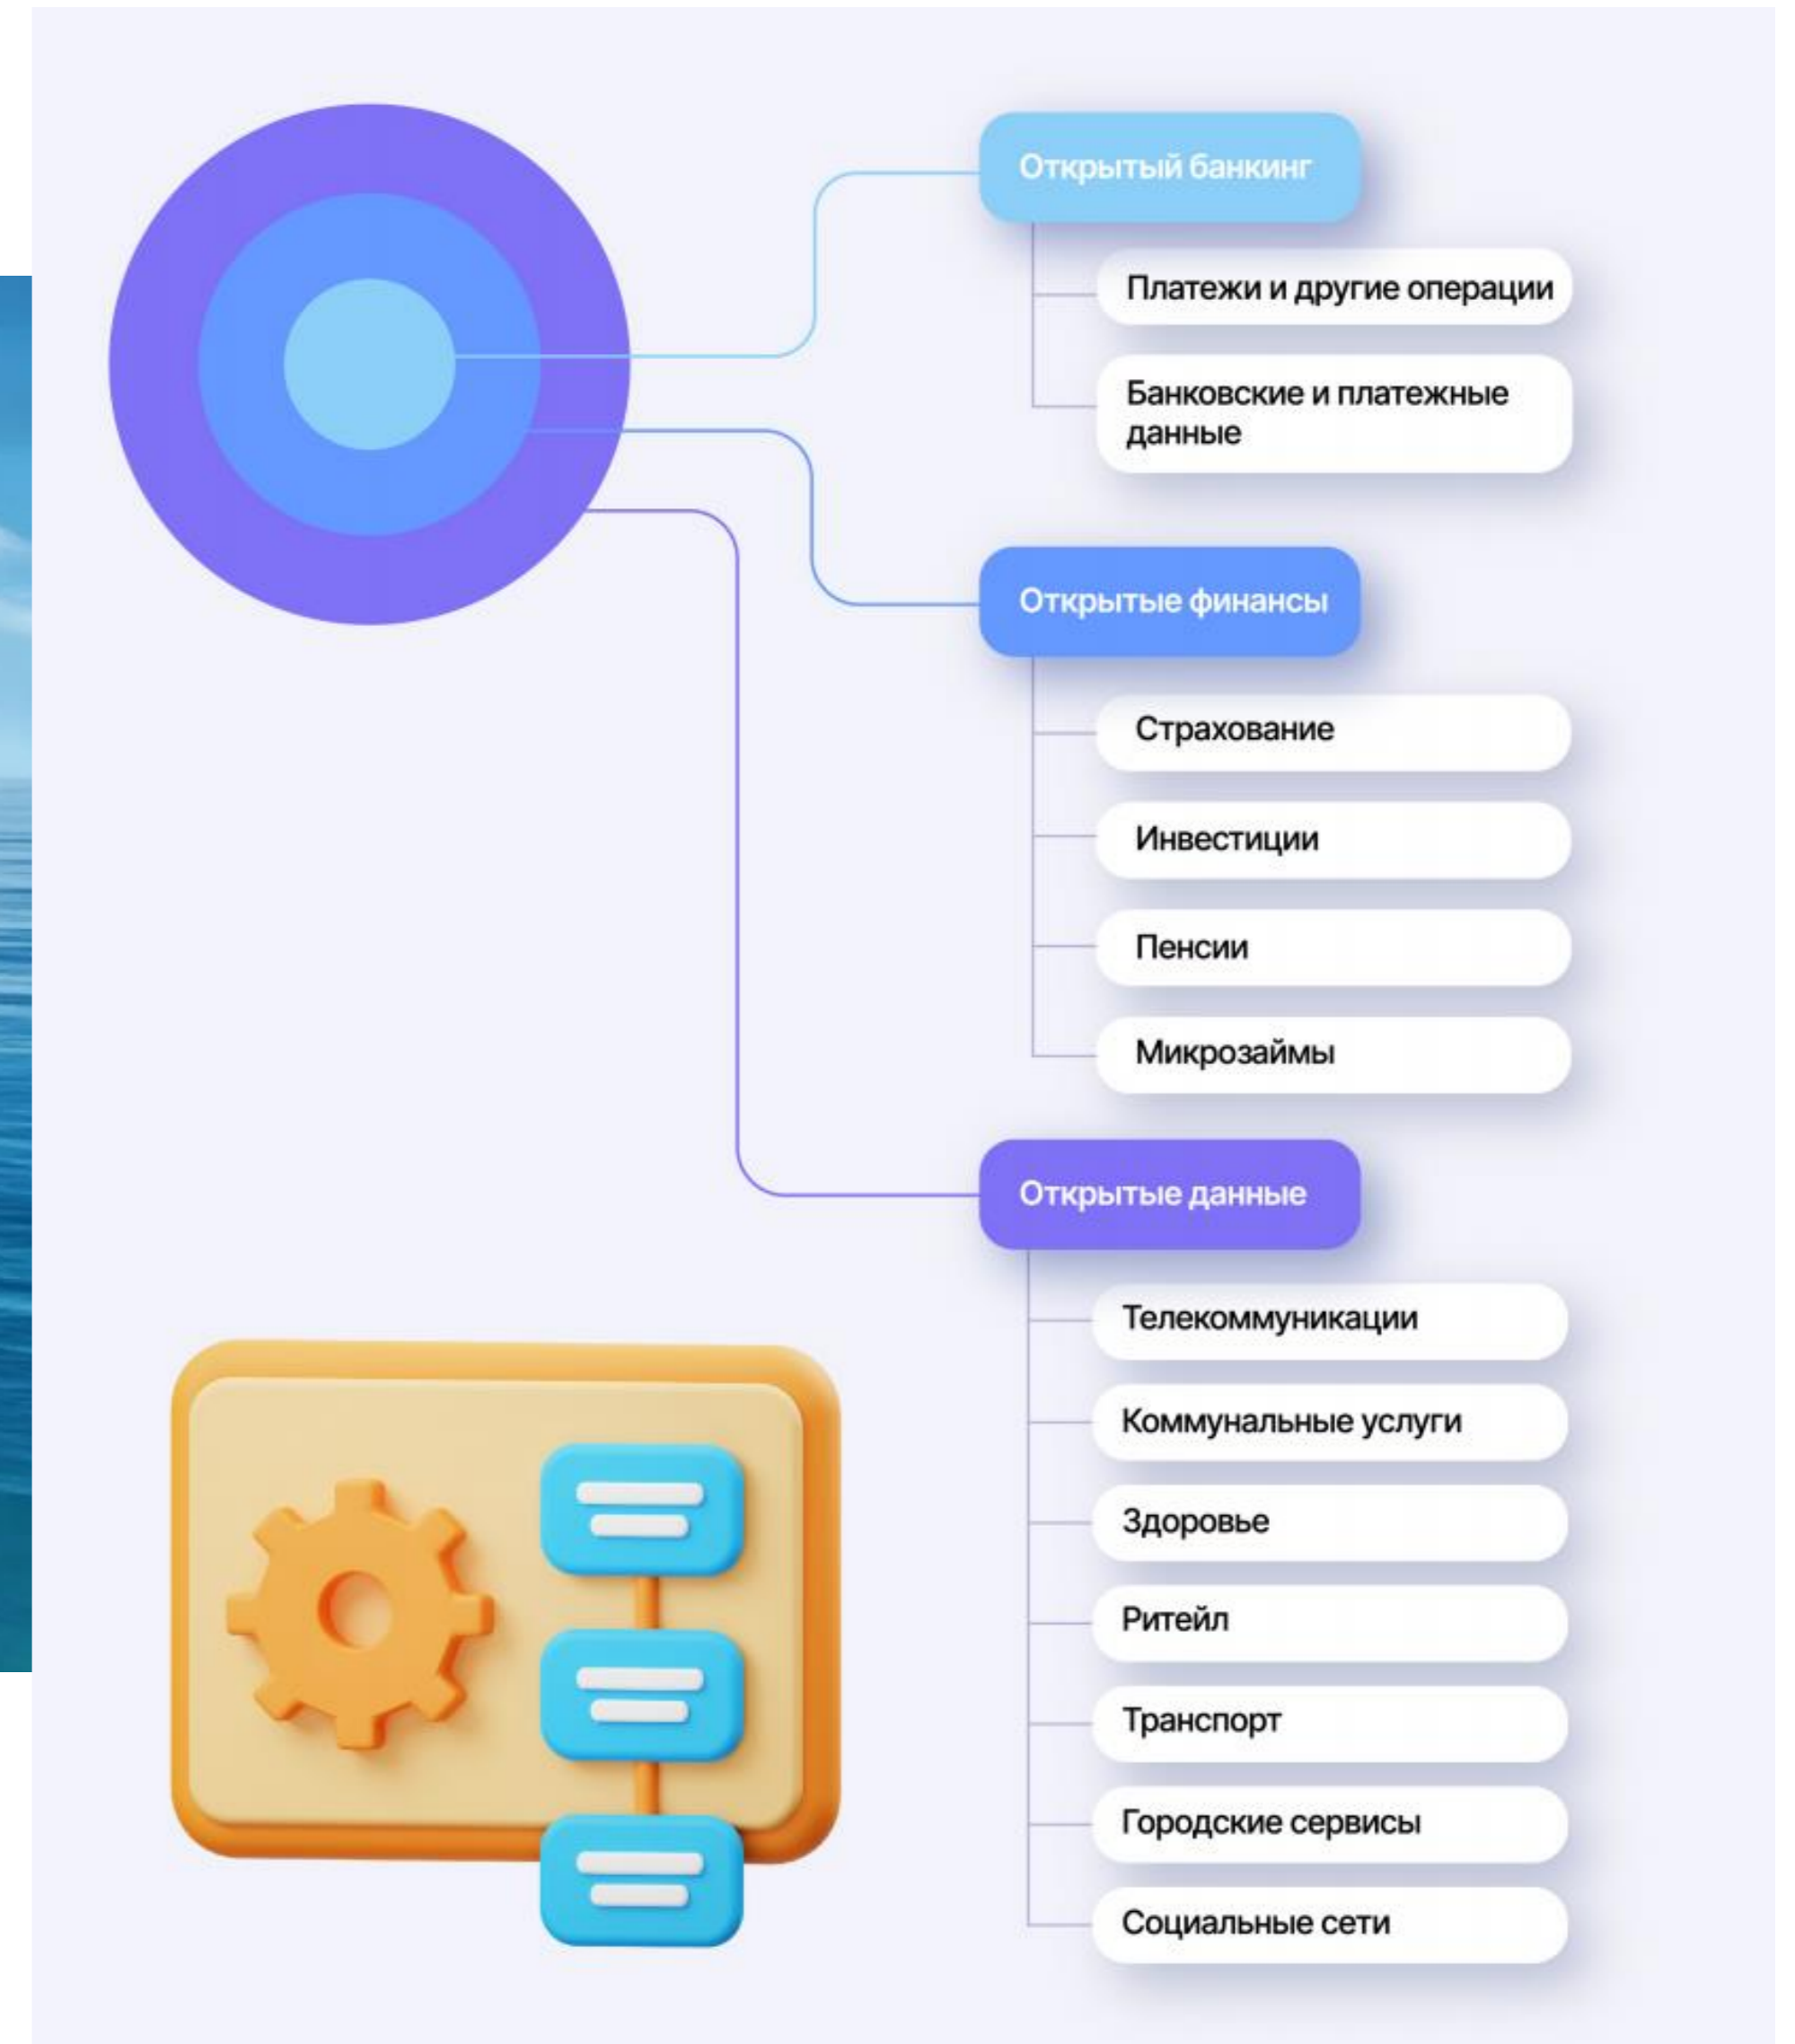 Открытый банкинг
Платежи и другие операции
Банковские и платежные
данные
Открытые финансы
Страхование
Инвестиции
Пенсии
Микрозаймы
Открытые данные
Телекоммуникации
Коммунальные услуги
Здоровье
Ритейл
Транспорт
Городские сервисы
Социальные сети